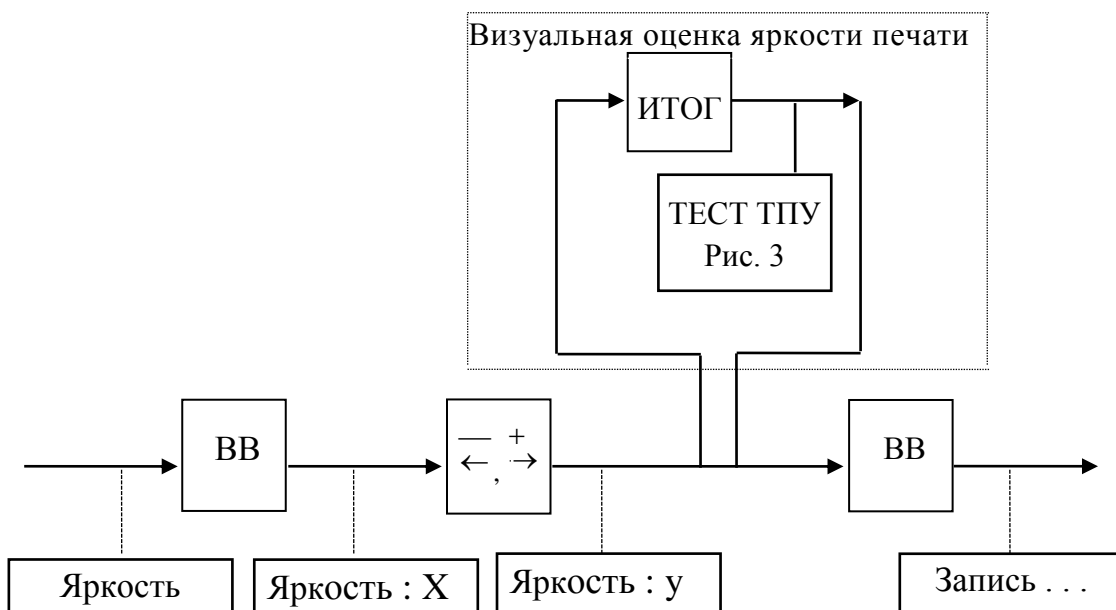 Визуальная оценка яркости печати
ИТОГ
ТЕСТ ТПУ
Рис. 3
ВВ
— +
← , →
ВВ
Яркость
Яркость : X
Яркость : у
Запись . . .